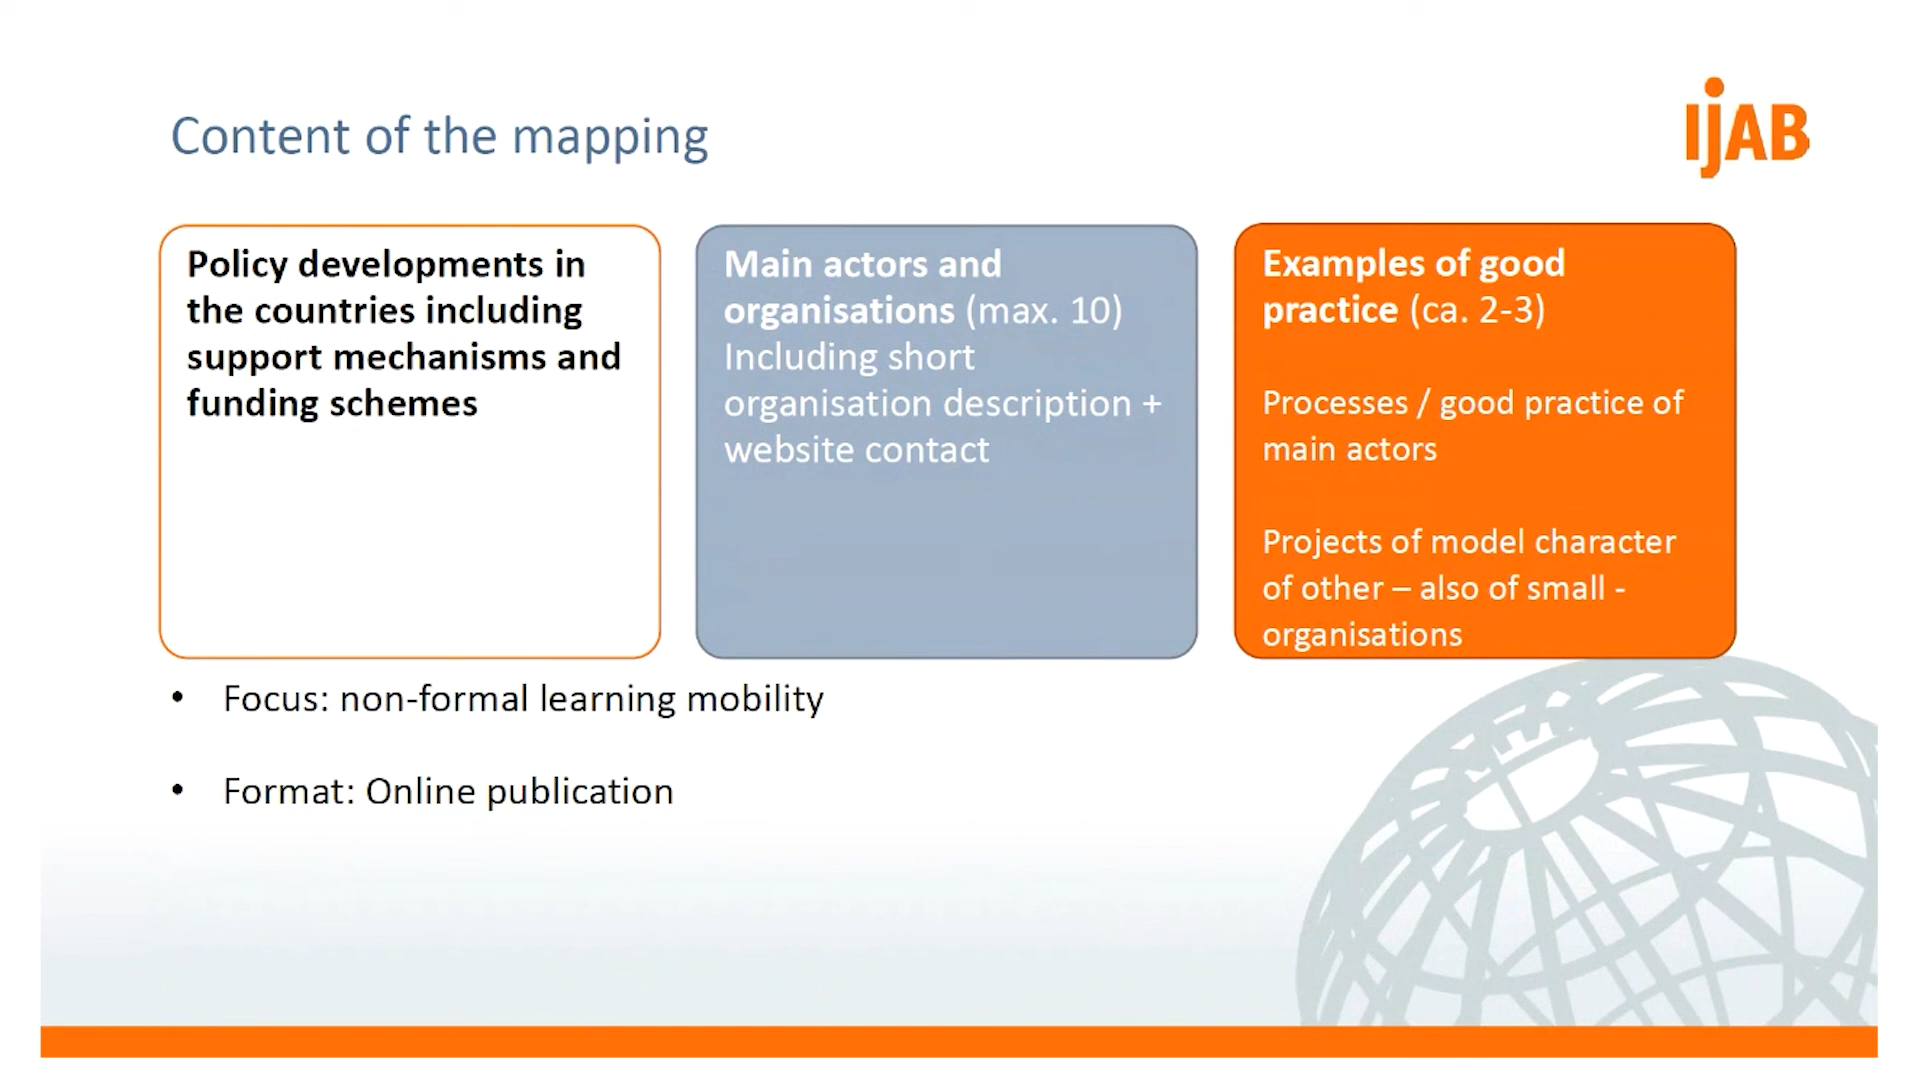 Content of the mapping
IjAB
Policy developments in
the countries including
support mechanisms and
funding schemes
Main actors and
organisations (max. 10)
Including short
organisation description +
website contact
Examples of good
practice (ca. 2-3)
Processes / good practice of
main actors
Projects of model character
of other – also of small -
organisations
• Focus: non-formal learning mobility
• Format: Online publication